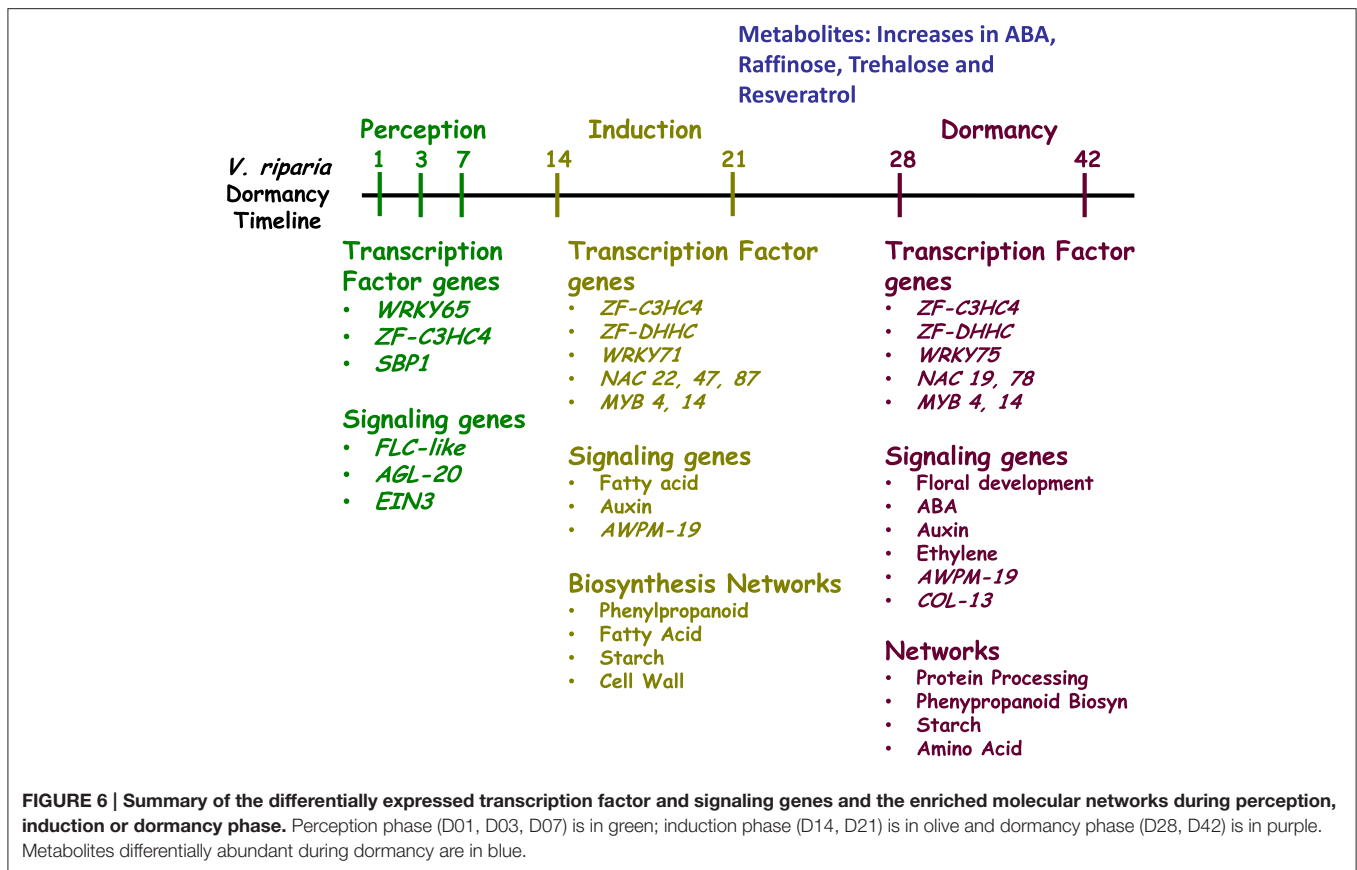 Metabolites: Increases in ABA,
Raffinose, Trehalose and
Resveratrol
Perception
Induction
Dormancy
1 3 7 14 21 28 42
V. riparia
Dormancy
Timeline
Transcription
Factor genes
• WRKY65
• ZF-C3HC4
• SBP1
Signaling genes
• FLC-like
• AGL-20
• EIN3
Transcription Factor
genes
• ZF-C3HC4
• ZF-DHHC
• WRKY71
• NAC 22, 47, 87
• MYB 4, 14
Signaling genes
• Fatty acid
• Auxin
• AWPM-19
Biosynthesis Networks
• Phenylpropanoid
• Fatty Acid
• Starch
• Cell Wall
Transcription Factor
genes
• ZF-C3HC4
• ZF-DHHC
• WRKY75
• NAC 19, 78
• MYB 4, 14
Signaling genes
• Floral development
• ABA
• Auxin
• Ethylene
• AWPM-19
• COL-13
Networks
• Protein Processing
• Phenypropanoid Biosyn
• Starch
• Amino Acid
FIGURE 6 | Summary of the differentially expressed transcription factor and signaling genes and the enriched molecular networks during perception,
induction or dormancy phase. Perception phase (D01, D03, D07) is in green; induction phase (D14, D21) is in olive and dormancy phase (D28, D42) is in purple.
Metabolites differentially abundant during dormancy are in blue.